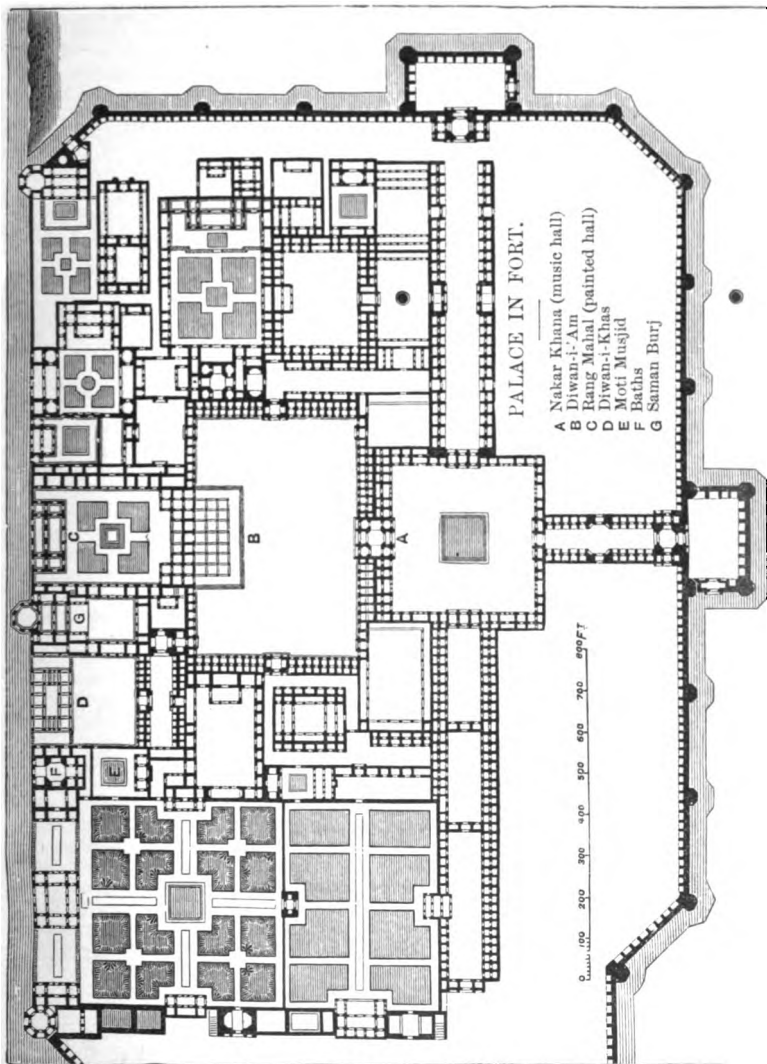 PALACE IN FORT.
A Nakar Khana (music hall)
B Diwan-i-'Am
C Rang Mahal (painted hall)
D Diwan-i-Khas
E Moti Musjid
F Baths
G Saman Burj
A
B
C
D
E
F
G
0 100 200 300 400 500 600 700 800 FT